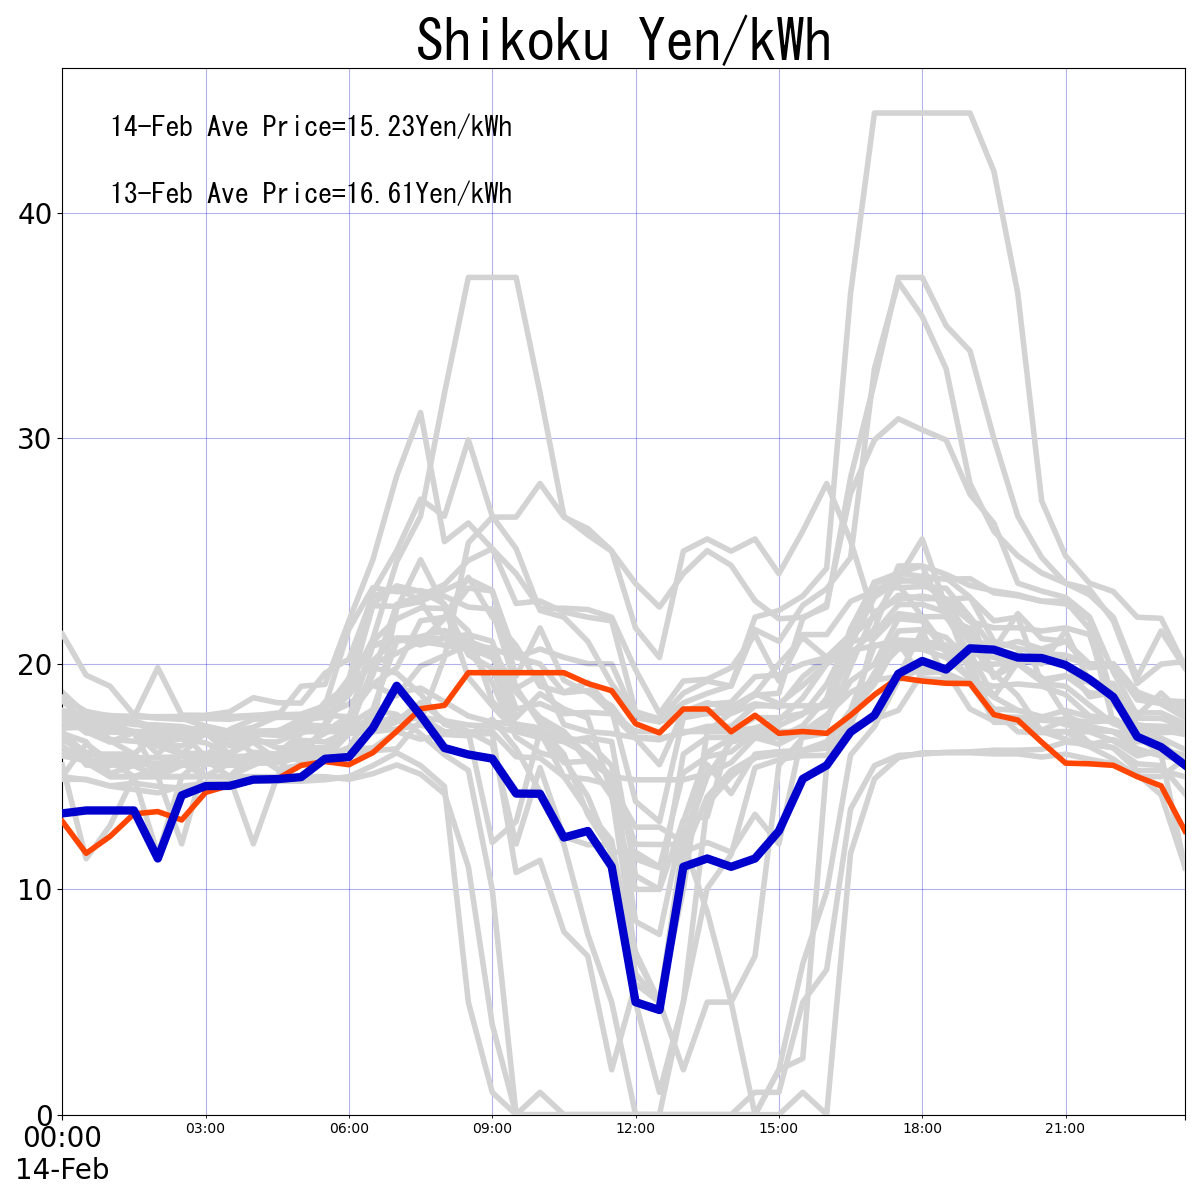 Shikoku Yen/kWh
14-Feb Ave Price=15.23Yen/kWh
13-Feb Ave Price=16.61Yen/kWh
40
30
20
10
0
00:00 03:00 06:00 09:00 12:00 15:00 18:00 21:00
14-Feb